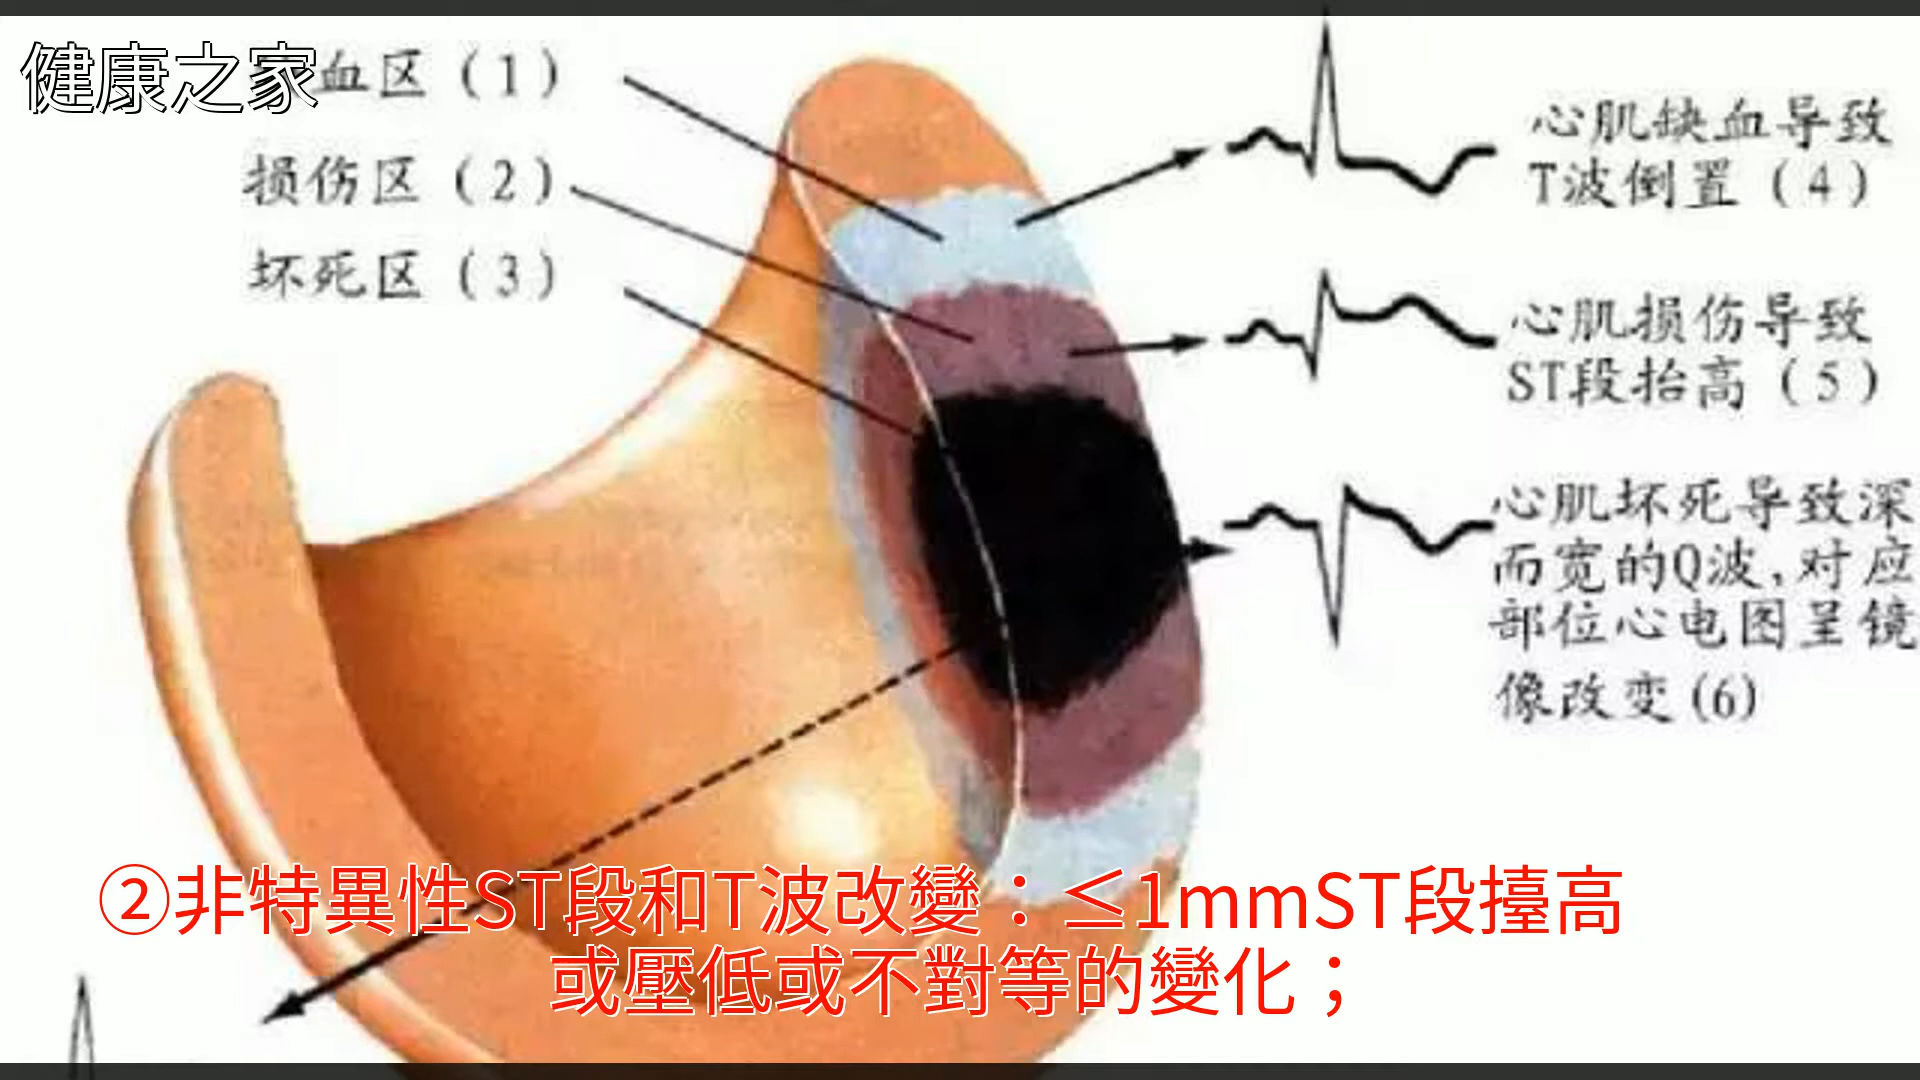 健康之家
血区（1）
损伤区（2）
坏死区（3）
心肌缺血导致
T波倒置（4）
心肌损伤导致
ST段抬高（5）
心肌坏死导致深
而宽的Q波,对应
部位心电图呈镜
像改变(6)
②非特異性ST段和T波改變：≤1mmST段擡高
或壓低或不對等的變化；